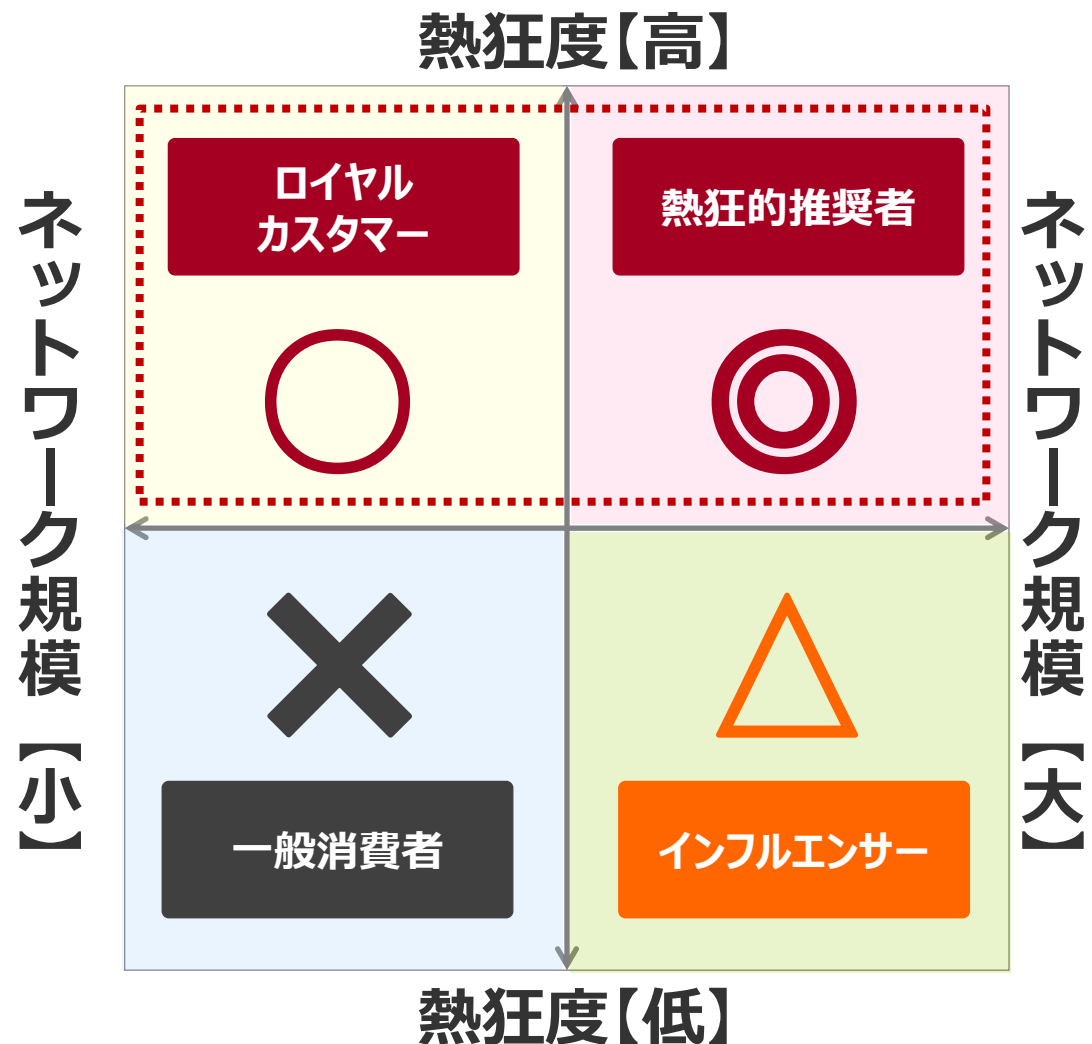 熱狂度【高】
ネットワーク規模【小】
ロイヤル
カスタマー
熱狂的推奨者
ネットワーク規模【大】
一般消費者
インフルエンサー
熱狂度【低】